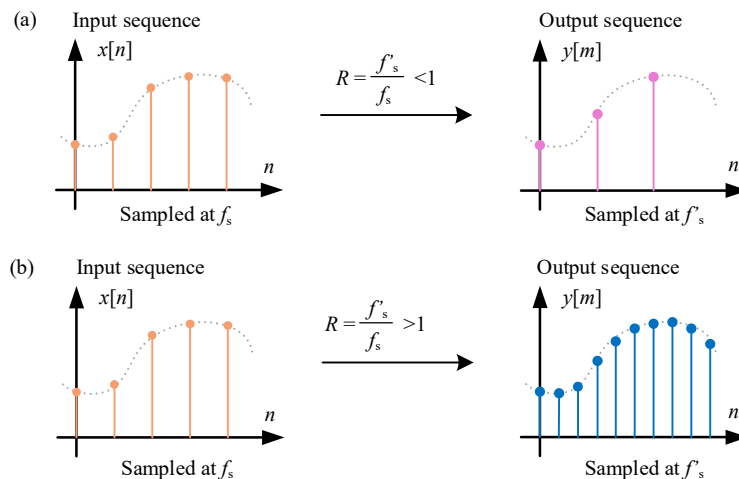 (a)
Input sequence
x[n]
n
Sampled at fs
R = f's / fs <1
Output sequence
y[m]
n
Sampled at f's
(b)
Input sequence
x[n]
n
Sampled at fs
R = f's / fs >1
Output sequence
y[m]
n
Sampled at f's